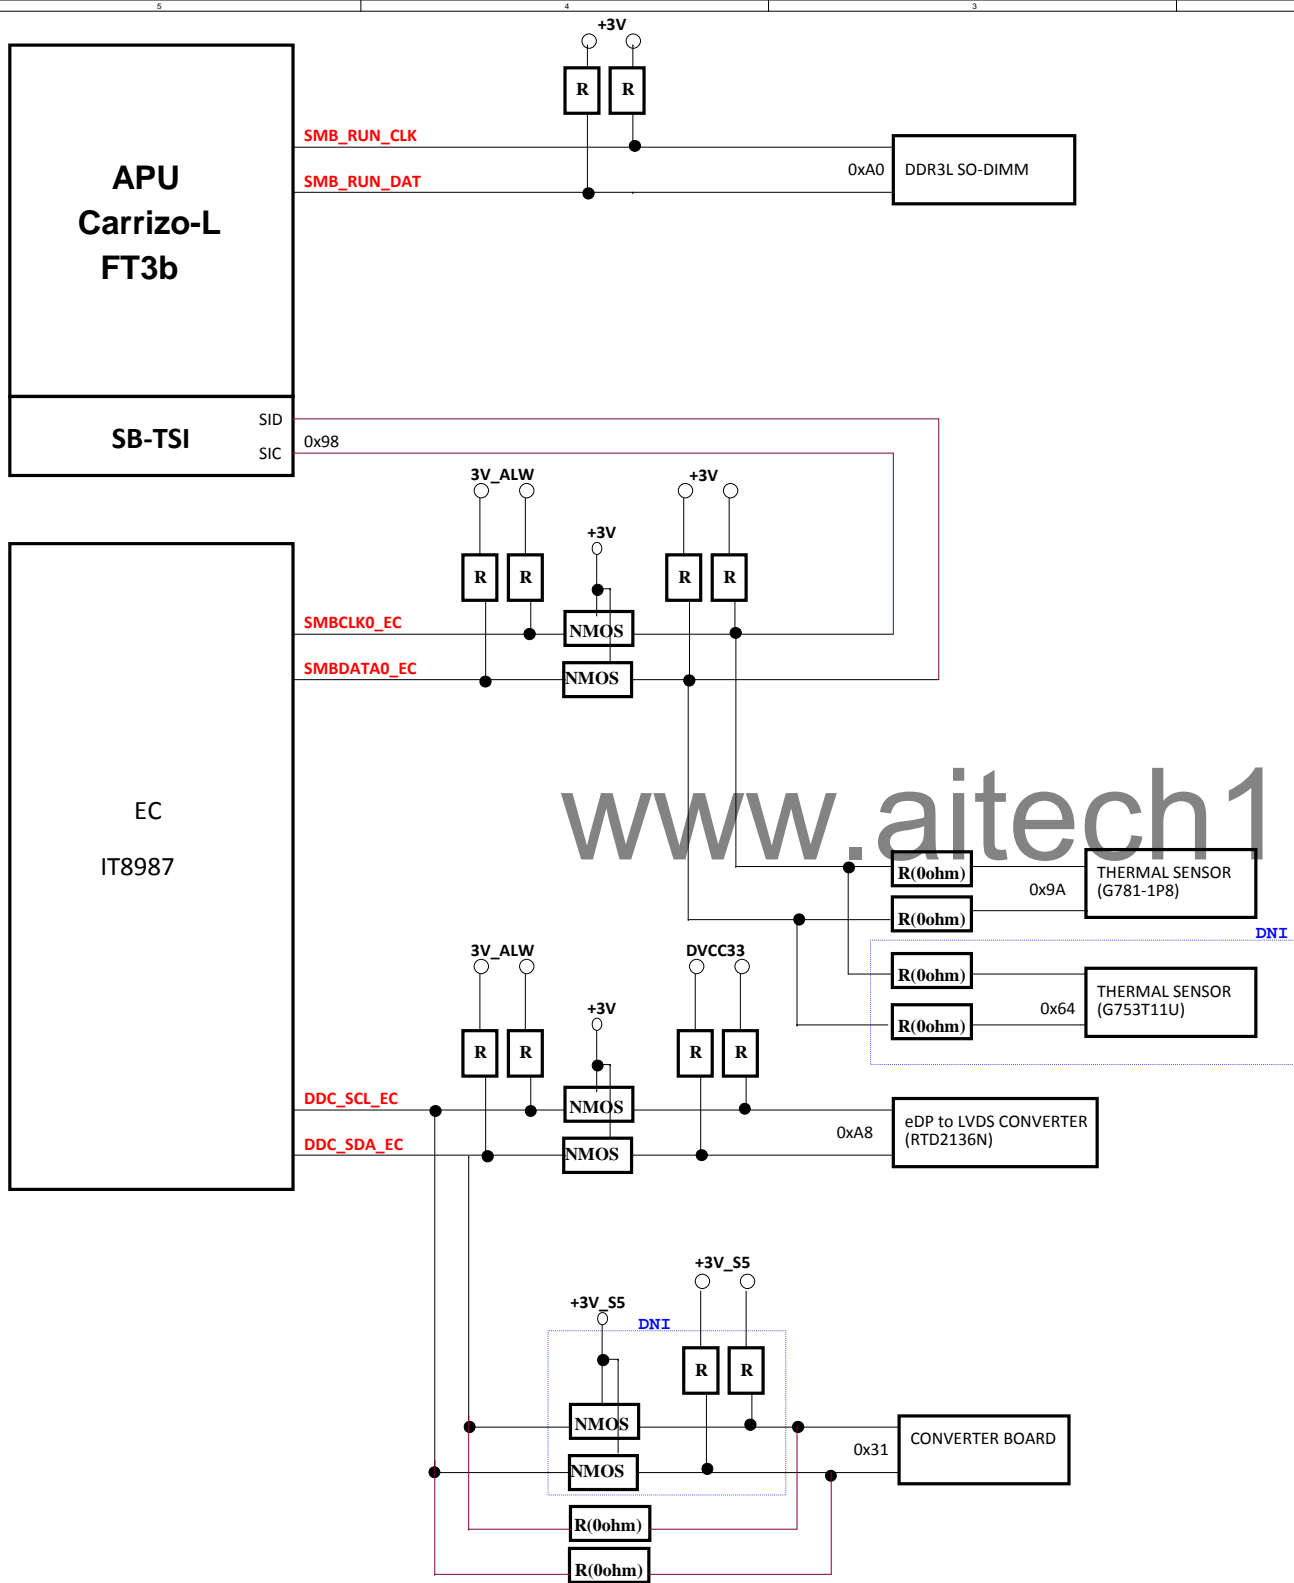 5 4 3
+3V
R R
SMB_RUN_CLK
SMB_RUN_DAT
APU
Carrizo-L
FT3b
0xA0
DDR3L SO-DIMM
SB-TSI
SID
SIC
0x98
3V_ALW
+3V
+3V
R R
R R
SMBCLK0_EC
NMOS
SMBDATA0_EC
NMOS
EC
IT8987
www.aitech1
R(0ohm)
R(0ohm)
0x9A
THERMAL SENSOR
(G781-1P8)
DNI
R(0ohm)
R(0ohm)
0x64
THERMAL SENSOR
(G753T11U)
3V_ALW
+3V
DVCC33
R R
R R
DDC_SCL_EC
NMOS
DDC_SDA_EC
NMOS
0xA8
eDP to LVDS CONVERTER
(RTD2136N)
+3V_S5
+3V_S5
DNI
R R
NMOS
NMOS
0x31
CONVERTER BOARD
R(0ohm)
R(0ohm)